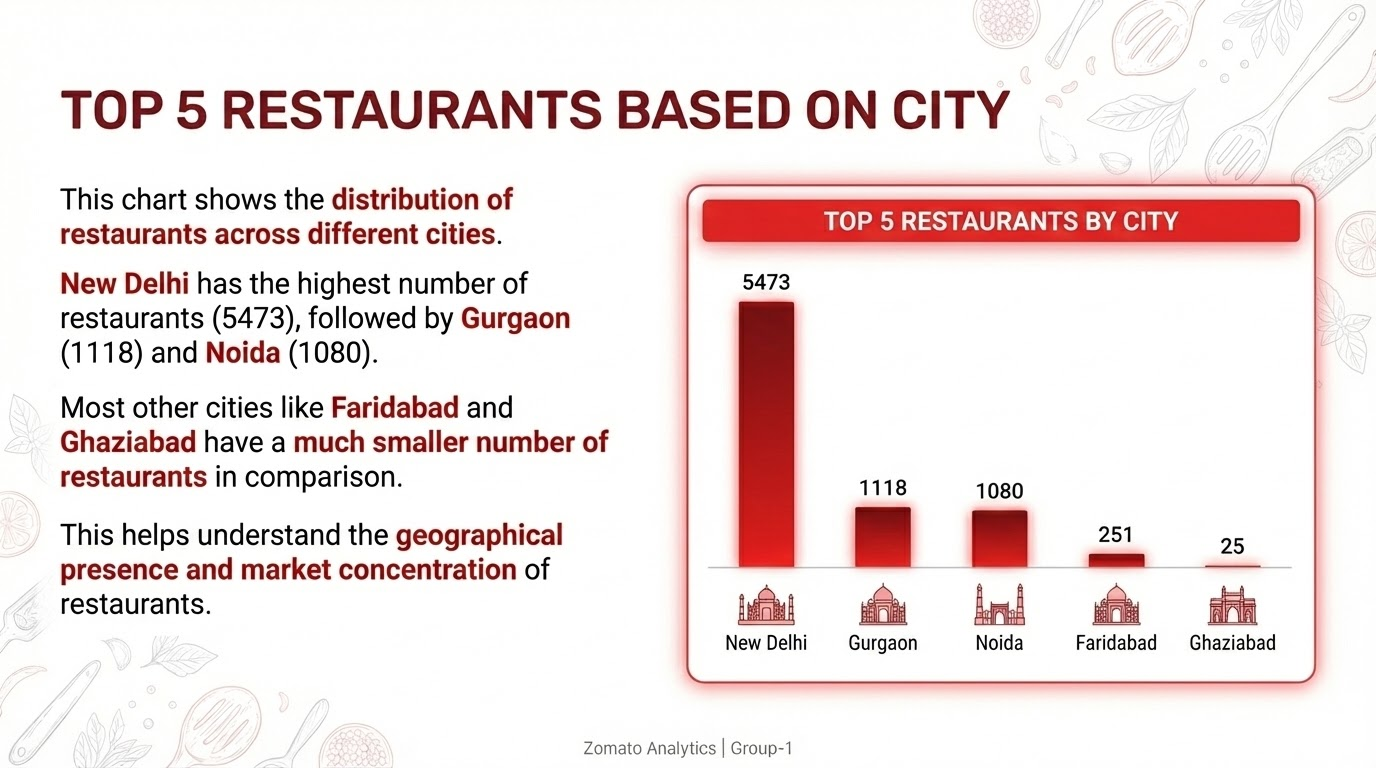 TOP 5 RESTAURANTS BASED ON CITY
This chart shows the distribution of
restaurants across different cities.
New Delhi has the highest number of
restaurants (5473), followed by Gurgaon
(1118) and Noida (1080).
Most other cities like Faridabad and
Ghaziabad have a much smaller number of
restaurants in comparison.
This helps understand the geographical
presence and market concentration of
restaurants.
TOP 5 RESTAURANTS BY CITY
5473
1118
1080
251
25
New Delhi
Gurgaon
Noida
Faridabad
Ghaziabad
Zomato Analytics | Group-1